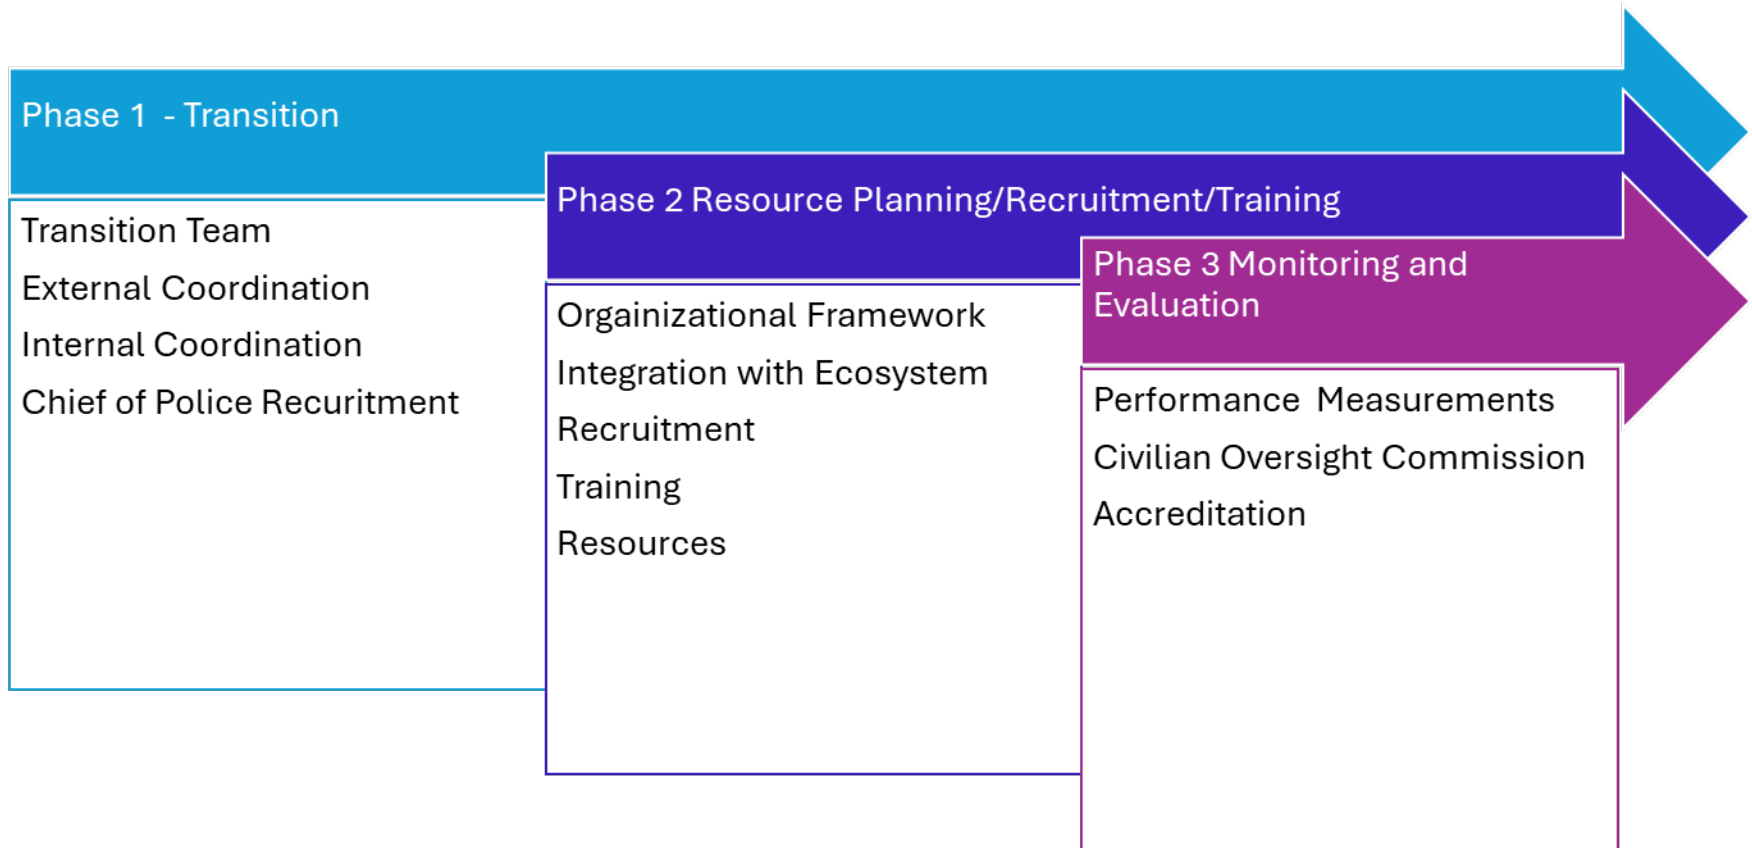 Phase 1  - Transition
Transition Team
External Coordination
Internal Coordination
Chief of Police Recuritment
Phase 2 Resource Planning/Recruitment/Training
Orgainizational Framework
Integration with Ecosystem
Recruitment
Training
Resources
Phase 3 Monitoring and
Evaluation
Performance  Measurements
Civilian Oversight Commission
Accreditation